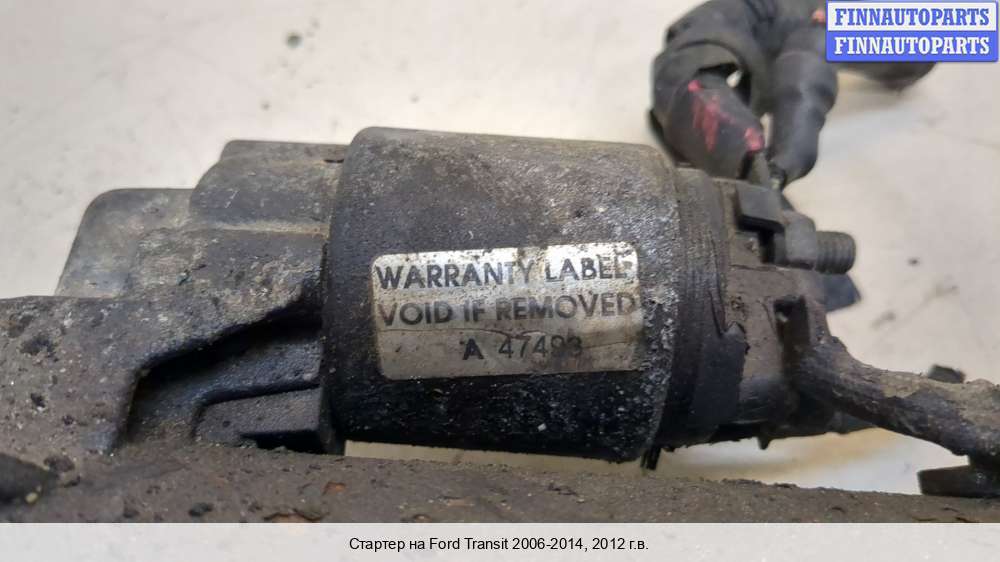 FINNAUTOPARTS
FINNAUTOPARTS
WARRANTY LABEL
VOID IF REMOVED
A 47493
Стартер на Ford Transit 2006-2014, 2012 г.в.